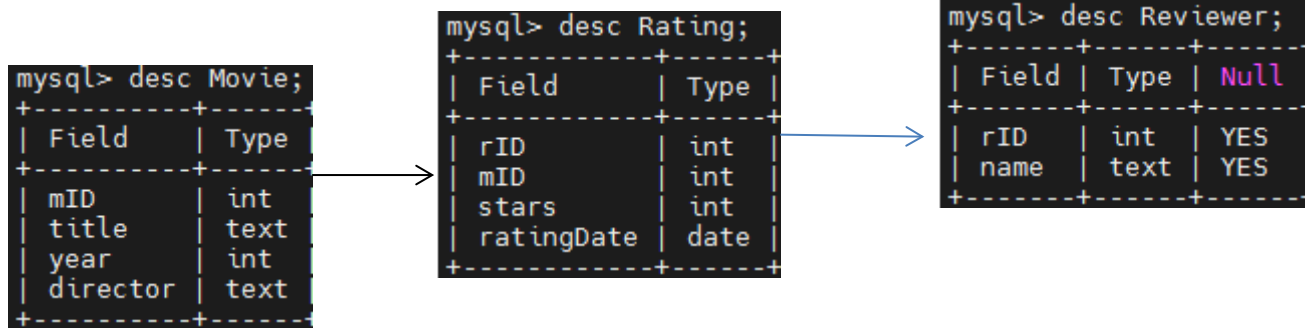 mysql> desc Movie;
+----------+------+
| Field | Type |
+----------+------+
| mID | int |
| title | text |
| year | int |
| director | text |
+----------+------+
mysql> desc Rating;
+------------+------+
| Field | Type |
+------------+------+
| rID | int |
| mID | int |
| stars | int |
| ratingDate | date |
+------------+------+
mysql> desc Reviewer;
+-------+------+------+
| Field | Type | Null
+-------+------+------+
| rID | int | YES
| name | text | YES
+-------+------+------+